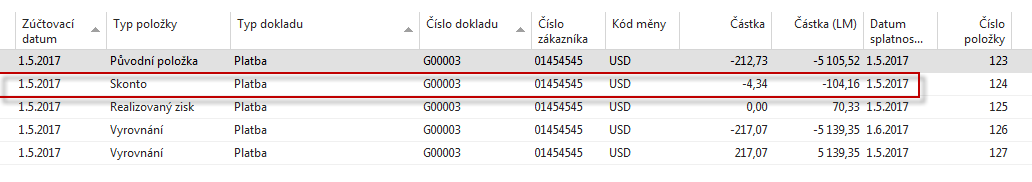 Zúčtovací datum Typ položky Typ dokladu Číslo dokladu Číslo zákazníka Kód měny Částka Částka (LM) Datum splatnos... Číslo položky
1.5.2017 Původní položka Platba G00003 01454545 USD -212,73 -5 105,52 1.5.2017 123
1.5.2017 Skonto Platba G00003 01454545 USD -4,34 -104,16 1.5.2017 124
1.5.2017 Realizovaný zisk Platba G00003 01454545 USD 0,00 70,33 1.5.2017 125
1.5.2017 Vyrovnání Platba G00003 01454545 USD -217,07 -5 139,35 1.6.2017 126
1.5.2017 Vyrovnání Platba G00003 01454545 USD 217,07 5 139,35 1.5.2017 127